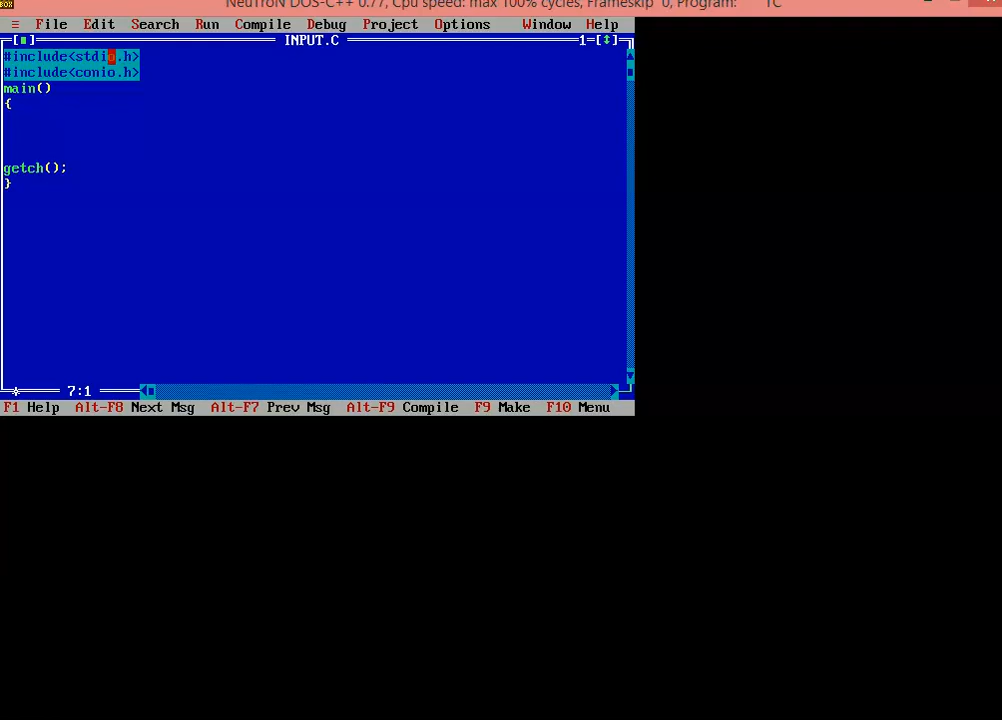 BOX NeuTroN DOS-C++ 0.77, Cpu speed: max 100% cycles, Frameskip 0, Program: TC
≡ File Edit Search Run Compile Debug Project Options Window Help
[■] INPUT.C 1=[↕]
#include<stdio.h>
#include<conio.h>
main()
{
getch();
}
7:1
F1 Help Alt-F8 Next Msg Alt-F7 Prev Msg Alt-F9 Compile F9 Make F10 Menu